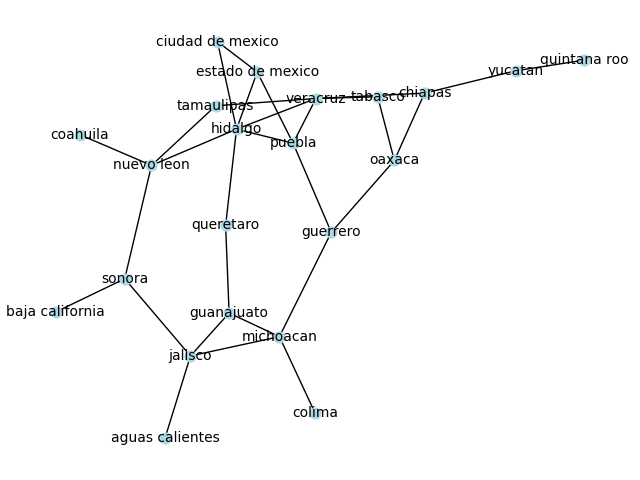 ciudad de mexico
quintana roo
estado de mexico
yucatan
chiapas
tabasco
veracruz
tamaulipas
hidalgo
coahuila
puebla
oaxaca
nuevo leon
queretaro
guerrero
sonora
baja california
guanajuato
michoacan
jalisco
colima
aguas calientes